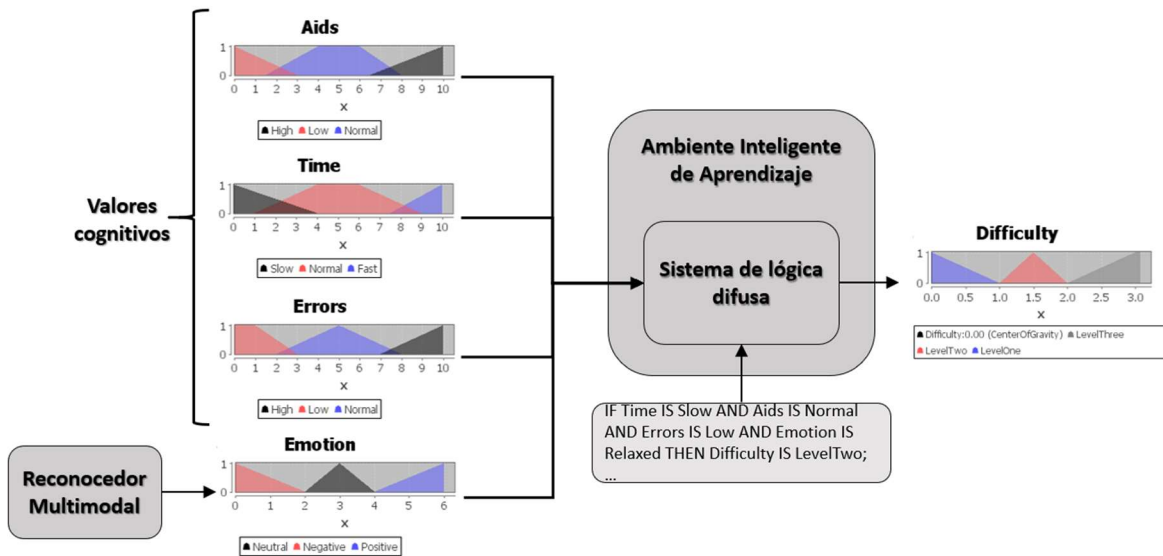 Aids
1
0
0 1 2 3 4 5 6 7 8 9 10
x
High Low Normal
Time
1
0
0 1 2 3 4 5 6 7 8 9 10
x
Slow Normal Fast
Valores
cognitivos
Errors
1
0
0 1 2 3 4 5 6 7 8 9 10
x
High Low Normal
Emotion
1
0
0 1 2 3 4 5 6
x
Neutral Negative Positive
Reconocedor
Multimodal
Ambiente Inteligente
de Aprendizaje
Sistema de lógica
difusa
IF Time IS Slow AND Aids IS Normal
AND Errors IS Low AND Emotion IS
Relaxed THEN Difficulty IS LevelTwo;
...
Difficulty
1
0
0.0 0.5 1.0 1.5 2.0 2.5 3.0
x
Difficulty:0.00 (CenterOfGravity) LevelThree
LevelTwo LevelOne